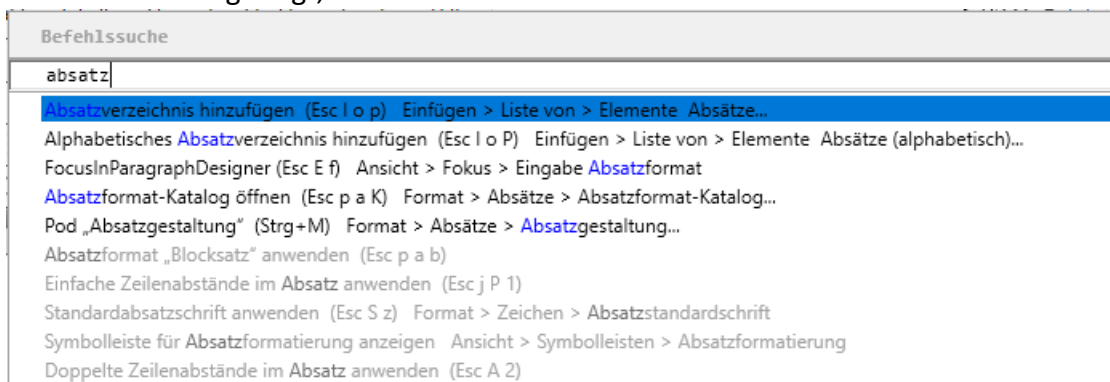 Befehlssuche
absatz
Absatzverzeichnis hinzufügen (Esc l o p) Einfügen > Liste von > Elemente Absätze...
Alphabetisches Absatzverzeichnis hinzufügen (Esc l o P) Einfügen > Liste von > Elemente Absätze (alphabetisch)...
FocusInParagraphDesigner (Esc E f) Ansicht > Fokus > Eingabe Absatzformat
Absatzformat-Katalog öffnen (Esc p a K) Format > Absätze > Absatzformat-Katalog...
Pod „Absatzgestaltung“ (Strg+M) Format > Absätze > Absatzgestaltung...
Absatzformat „Blocksatz“ anwenden (Esc p a b)
Einfache Zeilenabstände im Absatz anwenden (Esc j P 1)
Standardabsatzschrift anwenden (Esc S z) Format > Zeichen > Absatzstandardschrift
Symbolleiste für Absatzformatierung anzeigen Ansicht > Symbolleisten > Absatzformatierung
Doppelte Zeilenabstände im Absatz anwenden (Esc A 2)